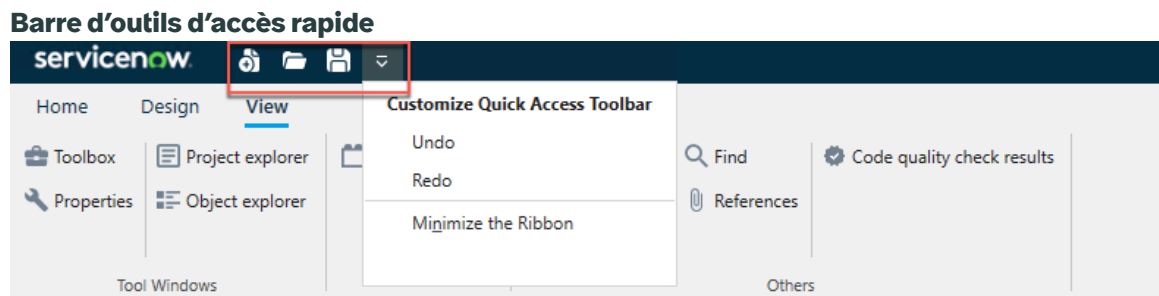 Barre d’outils d’accès rapide
servicenow
Home Design View
Customize Quick Access Toolbar
Undo
Redo
Minimize the Ribbon
Toolbox Project explorer Find Code quality check results
Properties Object explorer References
Tool Windows Others